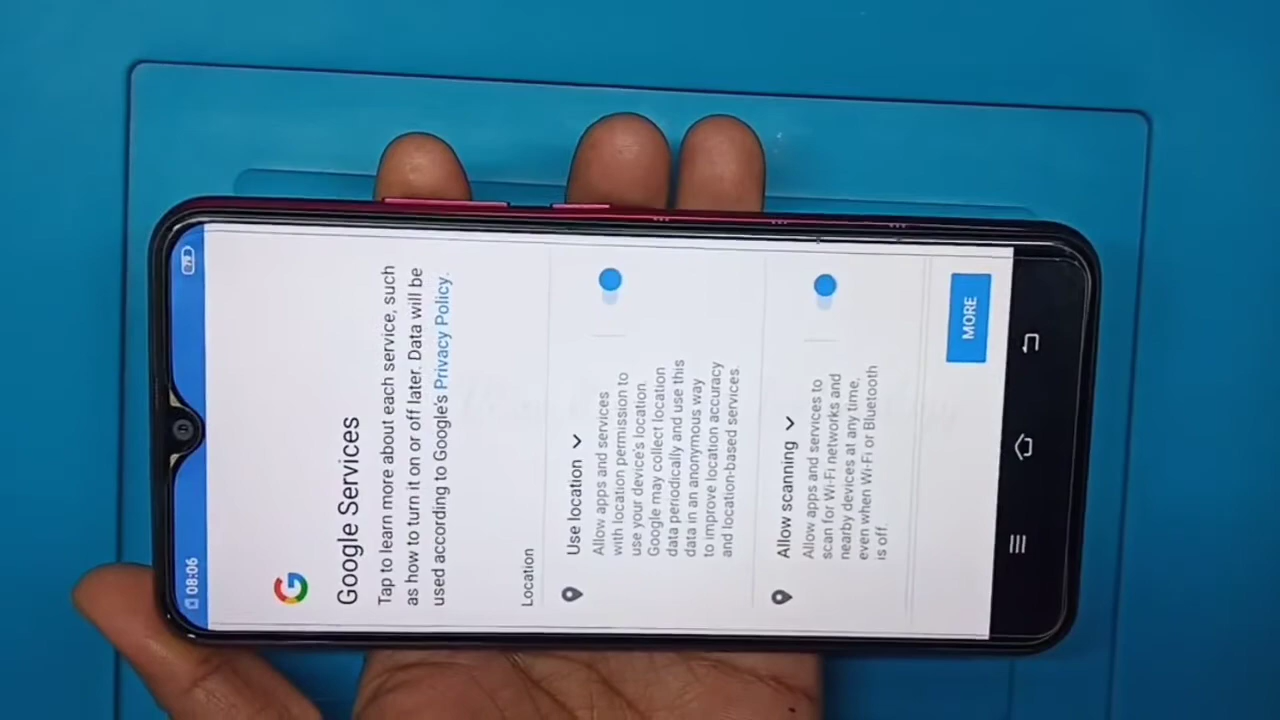 08:06
79
G
Google Services
Tap to learn more about each service, such
as how to turn it on or off later. Data will be
used according to Google's Privacy Policy.
Location
Use location
Allow apps and services
with location permission to
use your device's location.
Google may collect location
data periodically and use this
data in an anonymous way
to improve location accuracy
and location-based services.
Allow scanning
Allow apps and services to
scan for Wi-Fi networks and
nearby devices at any time,
even when Wi-Fi or Bluetooth
is off.
MORE